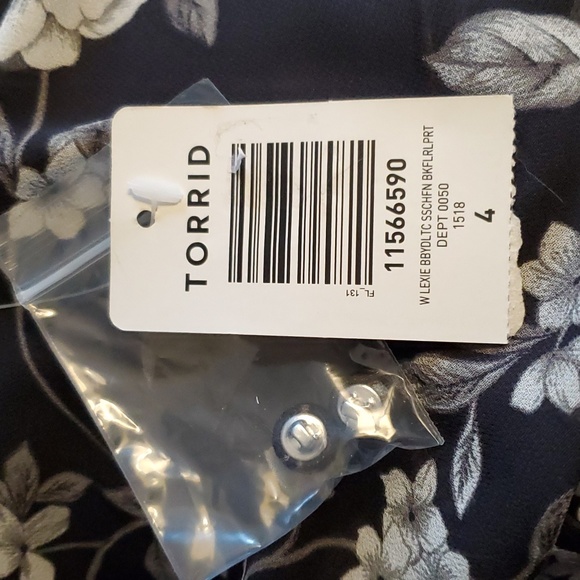 TORRID
FL_131
11566590
W LEXIE BBYDLTC SSCHFN BKFLRLPRT
DEPT 0050
1518
4